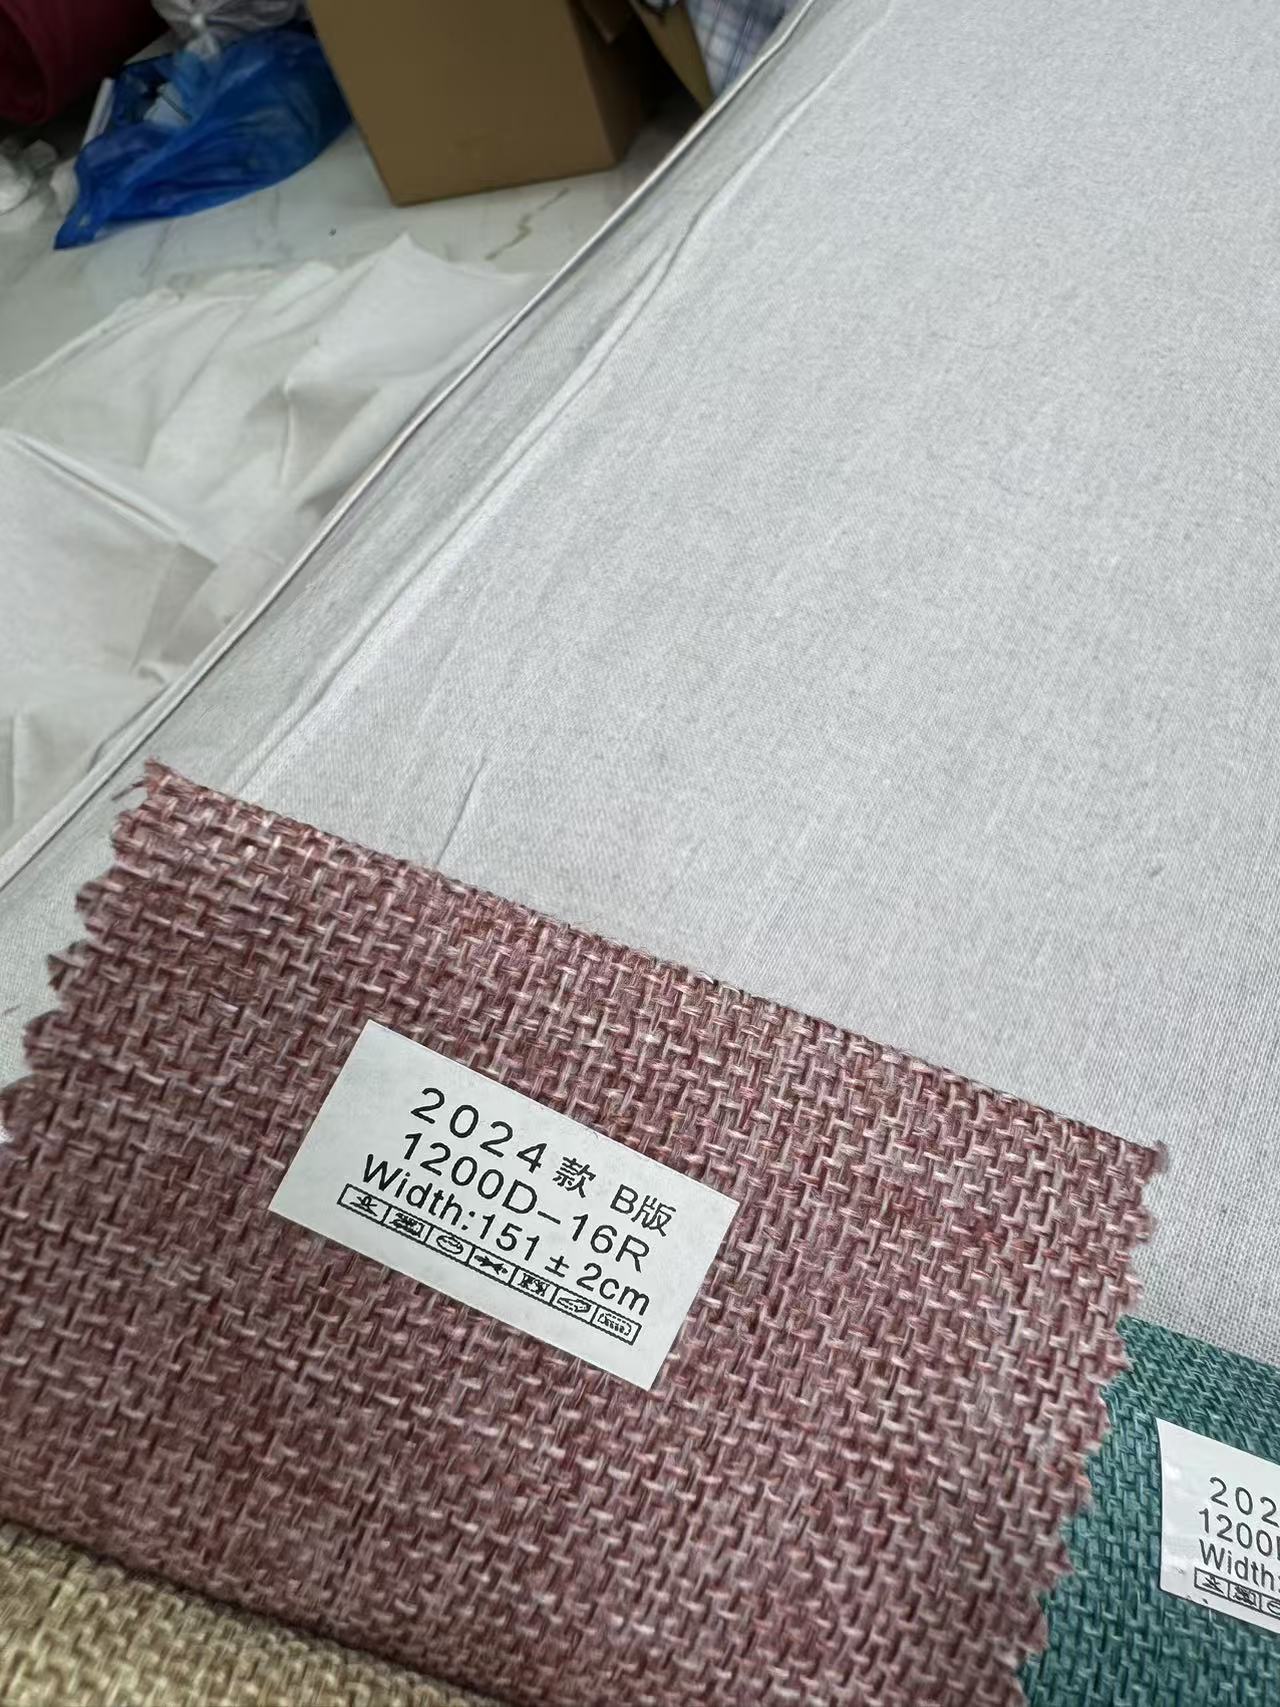 2024款 B版
1200D-16R
Width:151±2cm
202
1200
Width: